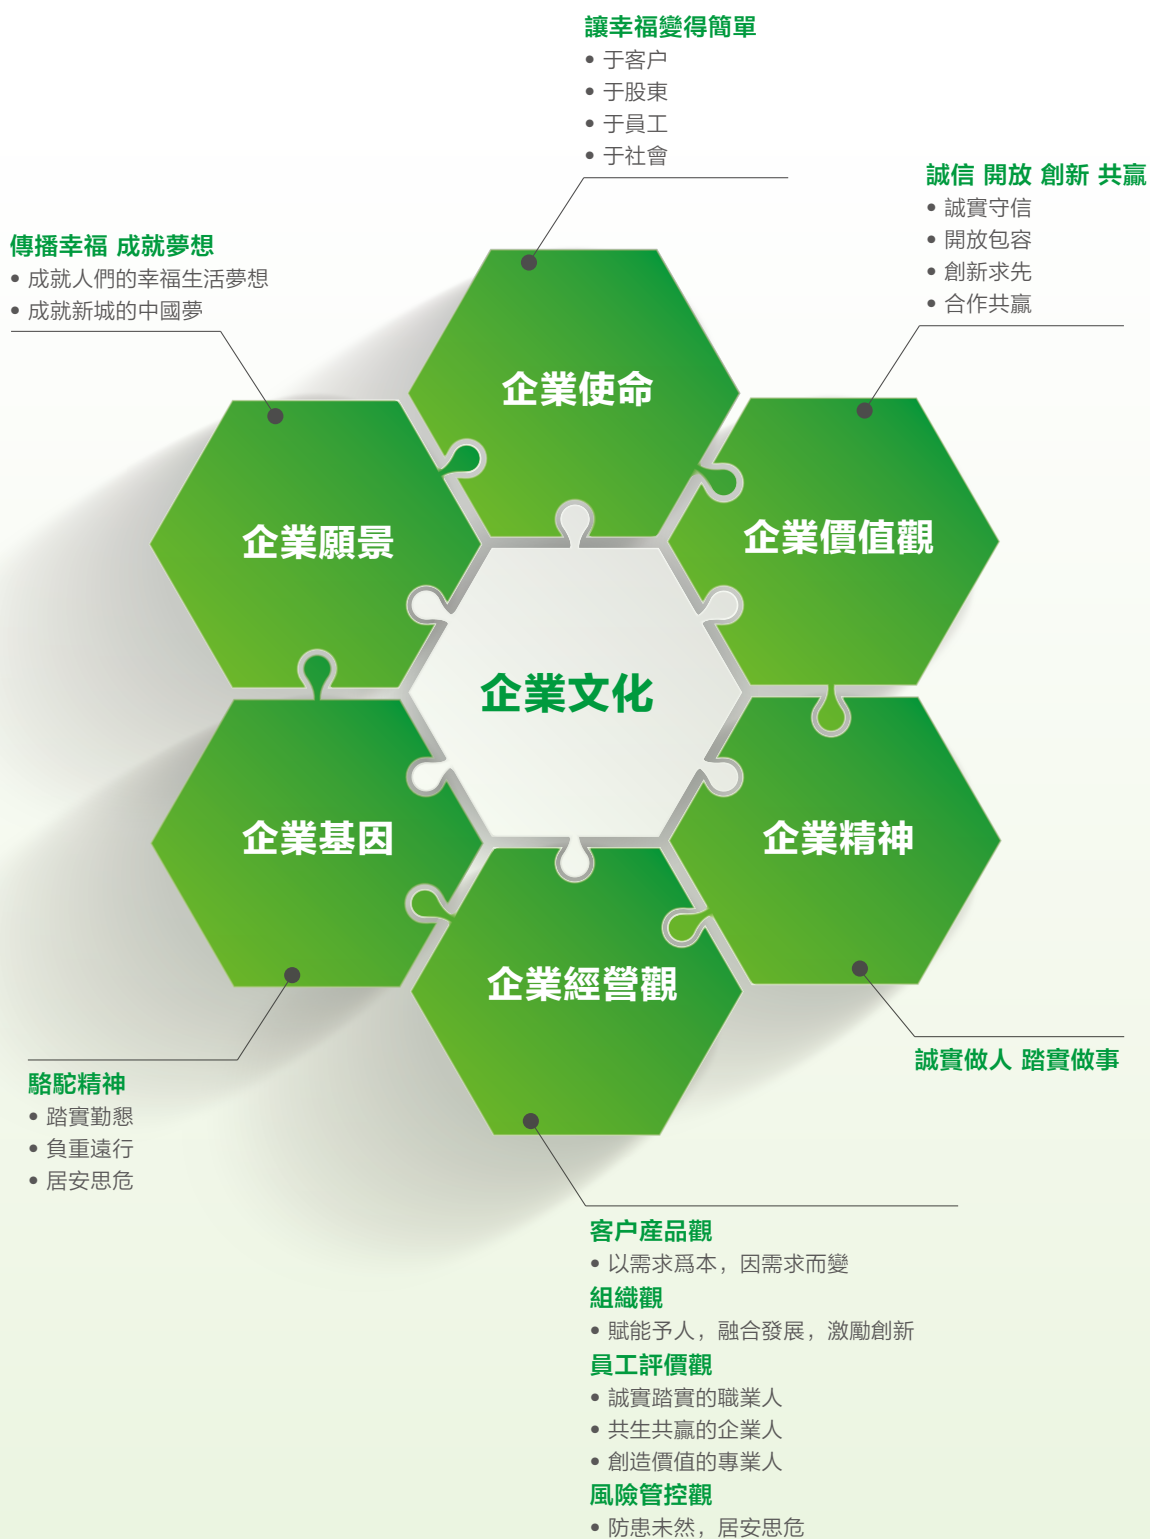 讓幸福變得簡單
• 于客户
• 于股東
• 于員工
• 于社會
誠信 開放 創新 共贏
• 誠實守信
• 開放包容
• 創新求先
• 合作共贏
傳播幸福 成就夢想
• 成就人們的幸福生活夢想
• 成就新城的中國夢
企業使命
企業願景
企業價值觀
企業文化
企業基因
企業精神
企業經營觀
誠實做人 踏實做事
駱駝精神
• 踏實勤懇
• 負重遠行
• 居安思危
客户産品觀
• 以需求爲本，因需求而變
組織觀
• 賦能予人，融合發展，激勵創新
員工評價觀
• 誠實踏實的職業人
• 共生共贏的企業人
• 創造價值的專業人
風險管控觀
• 防患未然，居安思危